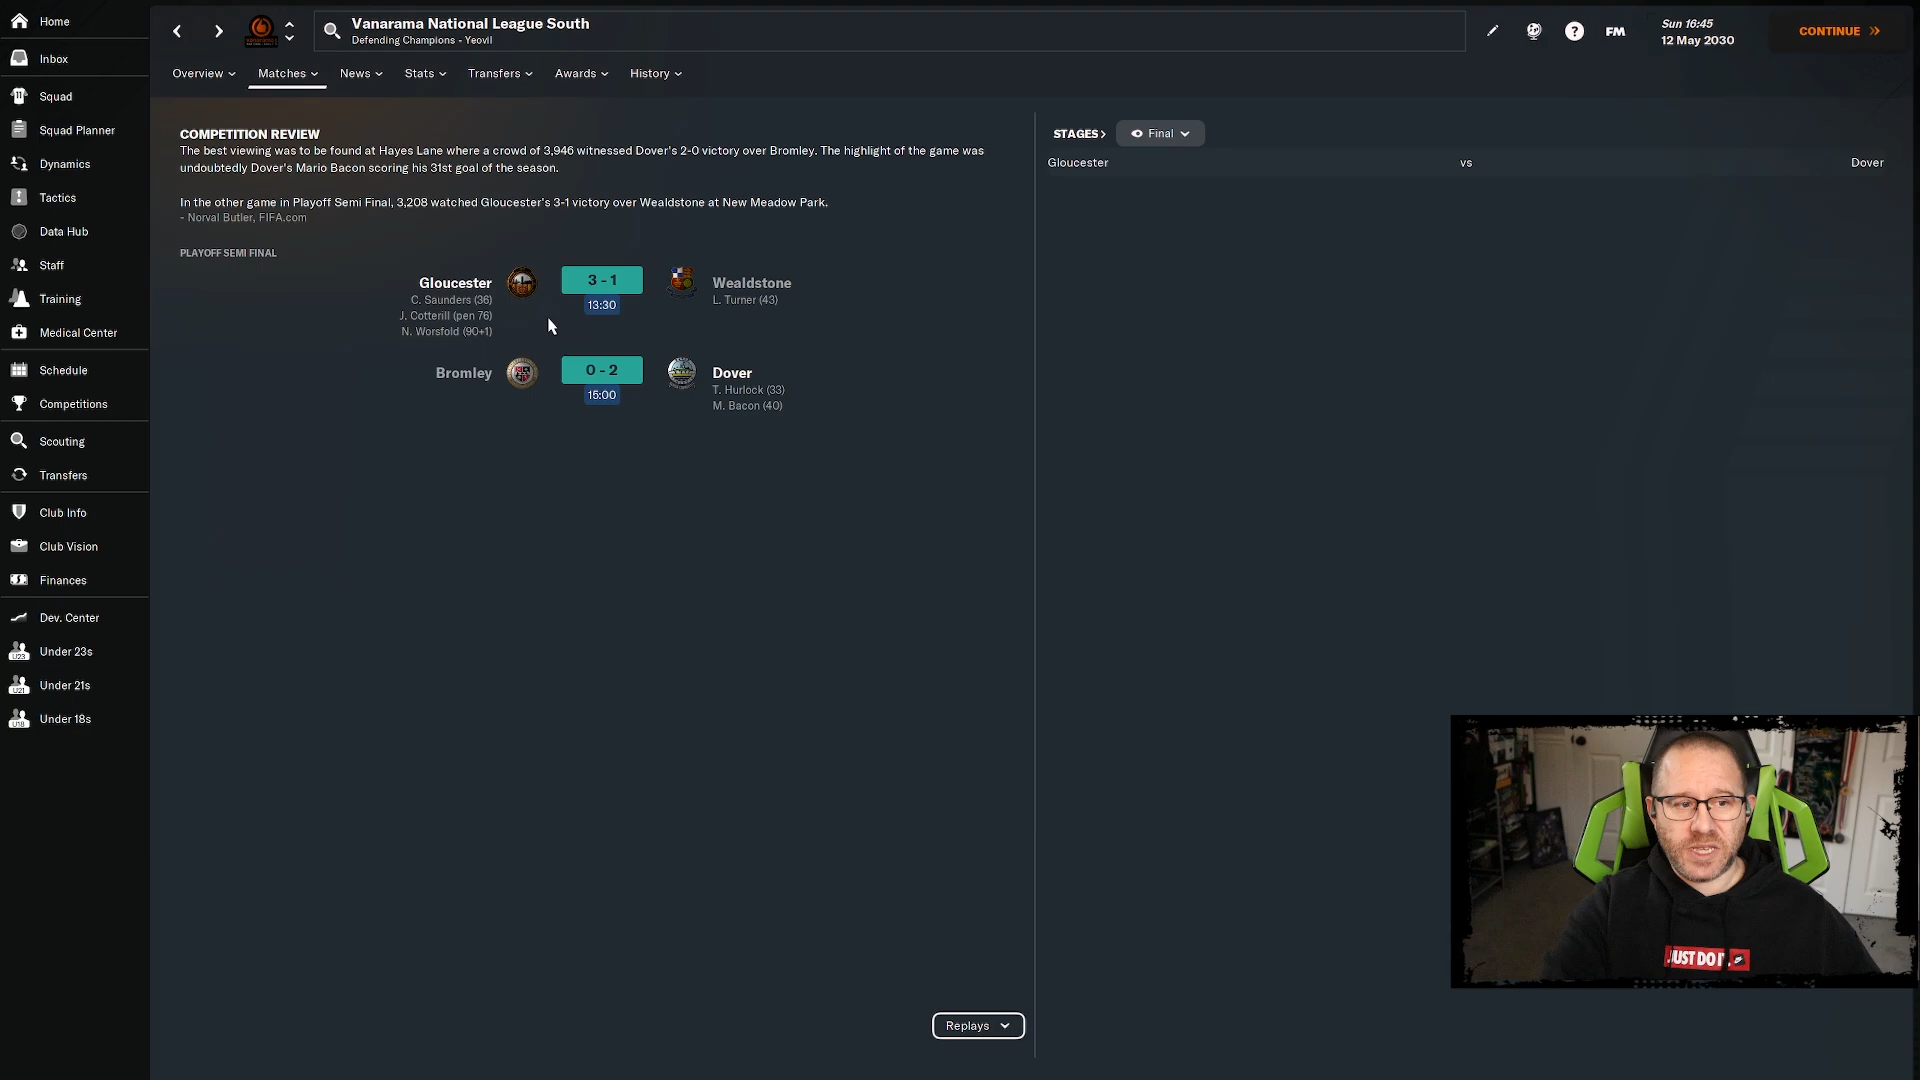 Home
Inbox
Squad
Squad Planner
Dynamics
Tactics
Data Hub
Staff
Training
Medical Center
Schedule
Competitions
Scouting
Transfers
Club Info
Club Vision
Finances
Dev. Center
Under 23s
Under 21s
Under 18s
Vanarama National League South
Defending Champions - Yeovil
FM
Sun 16:45
12 May 2030
CONTINUE
Overview
Matches
News
Stats
Transfers
Awards
History
COMPETITION REVIEW
The best viewing was to be found at Hayes Lane where a crowd of 3,946 witnessed Dover's 2-0 victory over Bromley. The highlight of the game was
undoubtedly Dover's Mario Bacon scoring his 31st goal of the season.
In the other game in Playoff Semi Final, 3,208 watched Gloucester's 3-1 victory over Wealdstone at New Meadow Park.
- Norval Butler, FIFA.com
PLAYOFF SEMI FINAL
Gloucester 3 - 1 Wealdstone
C. Saunders (36) 13:30 L. Turner (43)
J. Cotterill (pen 76)
N. Worsfold (90+1)
Bromley 0 - 2 Dover
15:00 T. Hurlock (33)
M. Bacon (40)
Replays
STAGES> Final
Gloucester vs Dover
JUST DO IT.